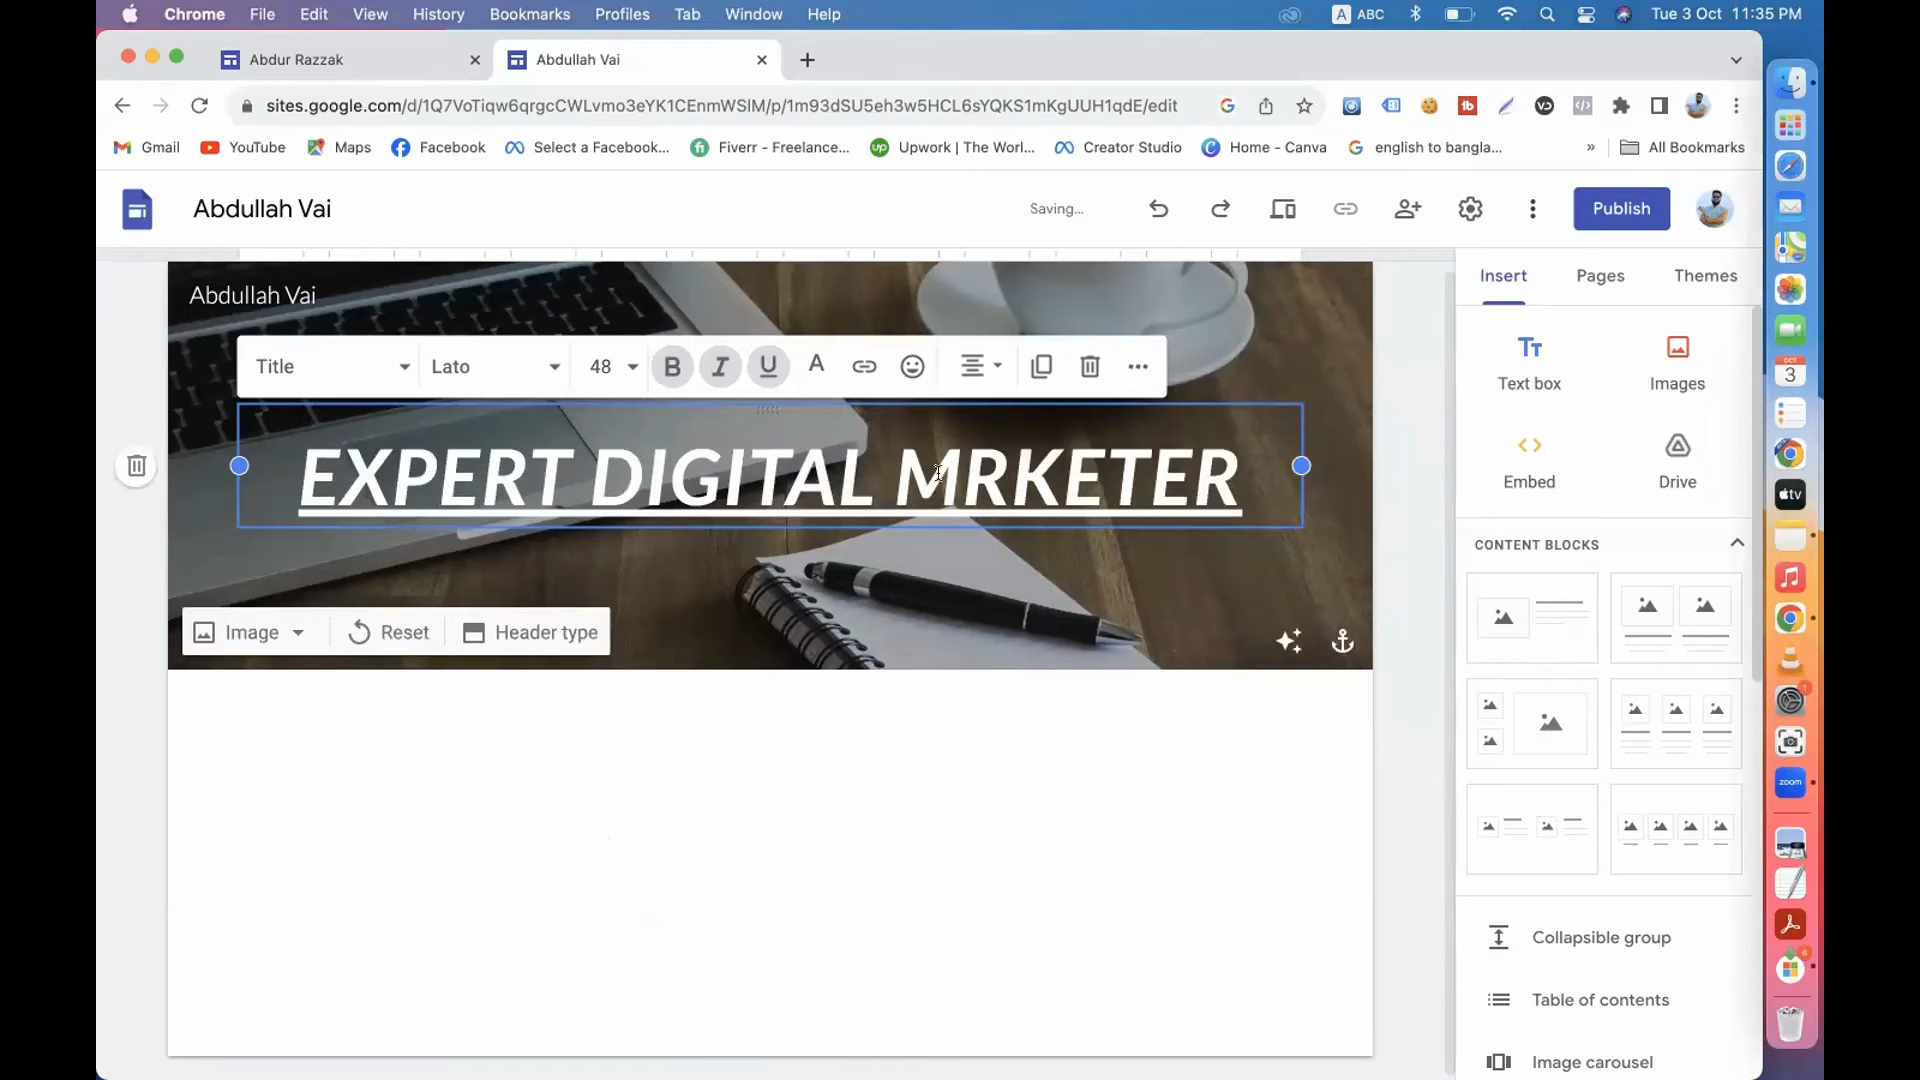 Chrome File Edit View History Bookmarks Profiles Tab Window Help A ABC Tue 3 Oct 11:35 PM
Abdur Razzak Abdullah Vai
sites.google.com/d/1Q7VoTiqw6qrgcCWLvmo3eYK1CEnmWSlM/p/1m93dSU5eh3w5HCL6sYQKS1mKgUUH1qdE/edit
Gmail YouTube Maps Facebook Select a Facebook... Fiverr - Freelance... Upwork | The Worl... Creator Studio Home - Canva english to bangla... » All Bookmarks
Abdullah Vai Saving... Publish
Insert Pages Themes
Abdullah Vai
Title Lato 48 B I U A
Text box Images
EXPERT DIGITAL MRKETER
Embed Drive
CONTENT BLOCKS
Image Reset Header type
Collapsible group
Table of contents
Image carousel
OCT
3
tv
zoom